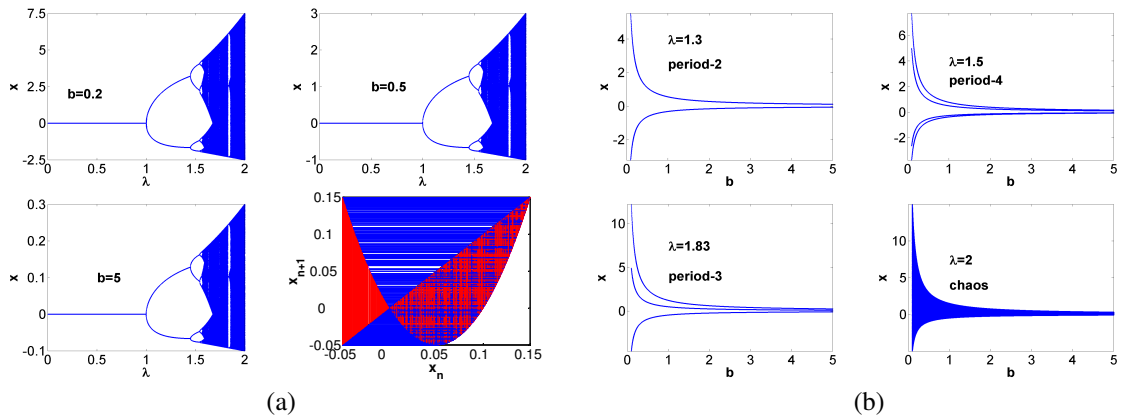 7.5
5
2.5
0
-2.5
x
b=0.2
0 0.5 1 1.5 2
λ
3
2
1
0
-1
x
b=0.5
0 0.5 1 1.5 2
λ
0.3
0.2
0.1
0
-0.1
x
b=5
0 0.5 1 1.5 2
λ
0.15
0.1
0.05
0
-0.05
xn+1
-0.05 0 0.05 0.1 0.15
xn
(a)
4
2
0
-2
x
λ=1.3
period-2
0 1 2 3 4 5
b
6
4
2
0
-2
x
λ=1.5
period-4
0 1 2 3 4 5
b
10
5
0
x
λ=1.83
period-3
0 1 2 3 4 5
b
10
5
0
x
λ=2
chaos
0 1 2 3 4 5
b
(b)